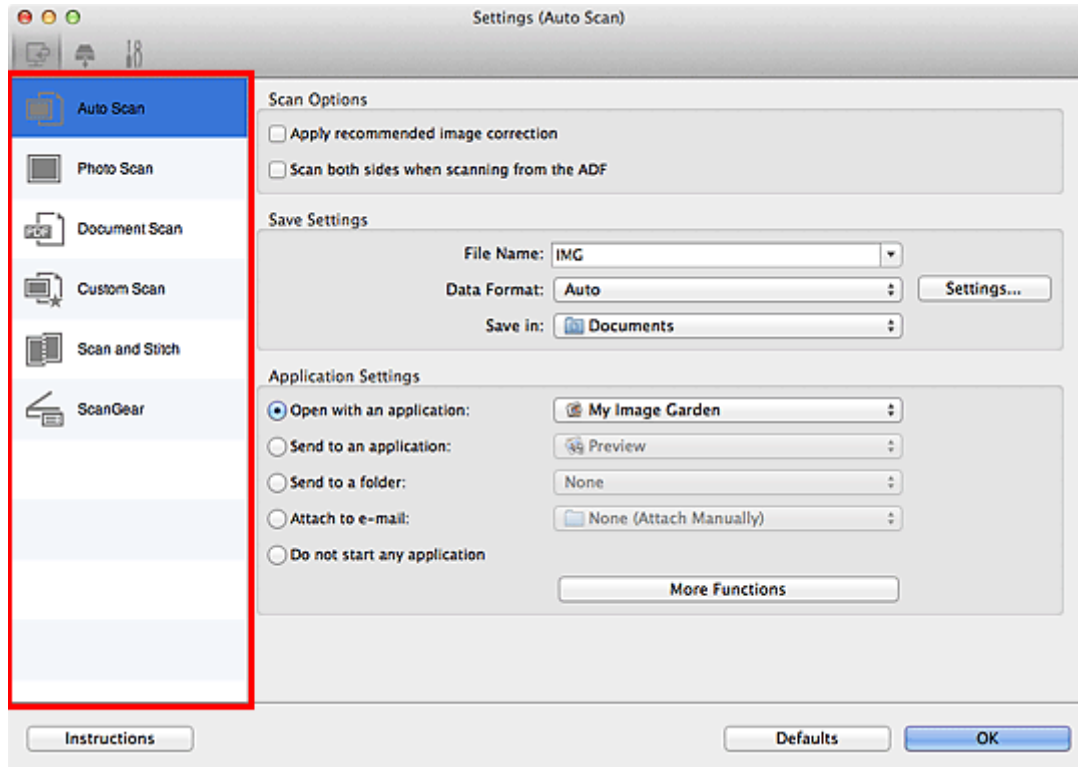 Settings (Auto Scan)
Auto Scan
Photo Scan
PDF
Document Scan
Custom Scan
Scan and Stitch
ScanGear
Scan Options
Apply recommended image correction
Scan both sides when scanning from the ADF
Save Settings
File Name: IMG
Data Format: Auto Settings...
Save in: Documents
Application Settings
Open with an application: My Image Garden
Send to an application: Preview
Send to a folder: None
Attach to e-mail: None (Attach Manually)
Do not start any application
More Functions
Instructions Defaults OK